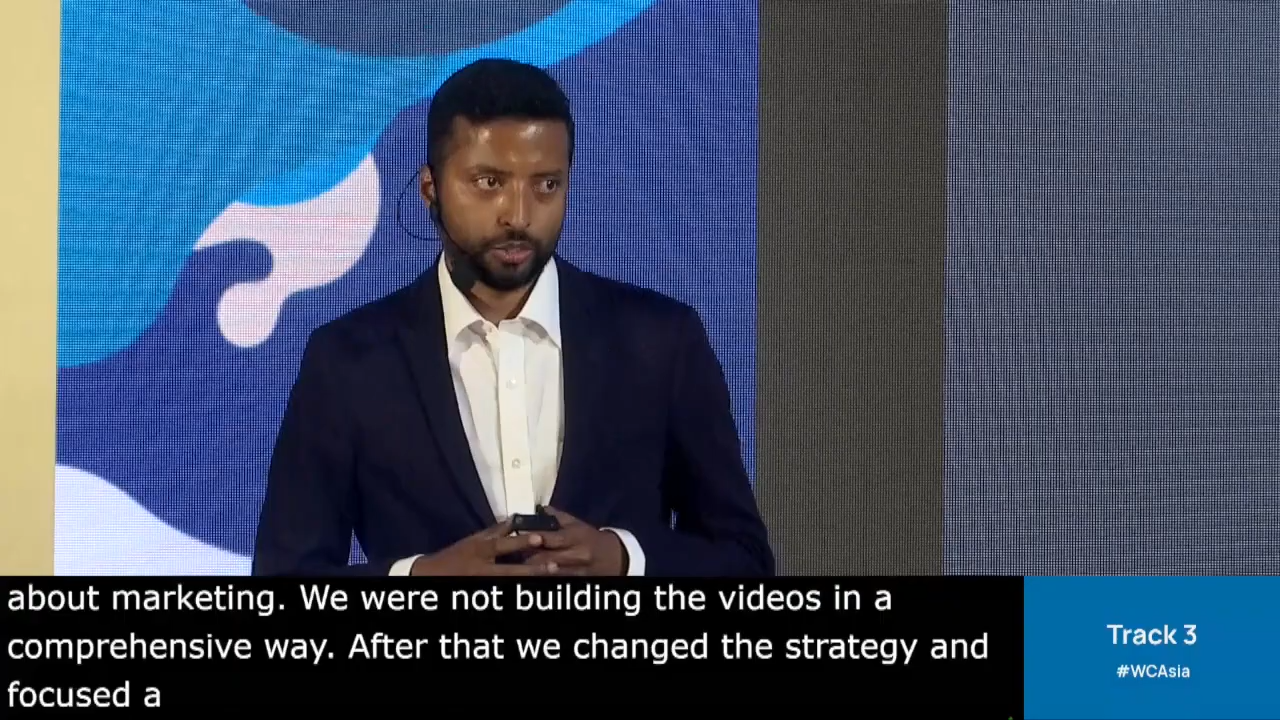 about marketing. We were not building the videos in a
comprehensive way. After that we changed the strategy and
focused a
Track 3
#WCAsia